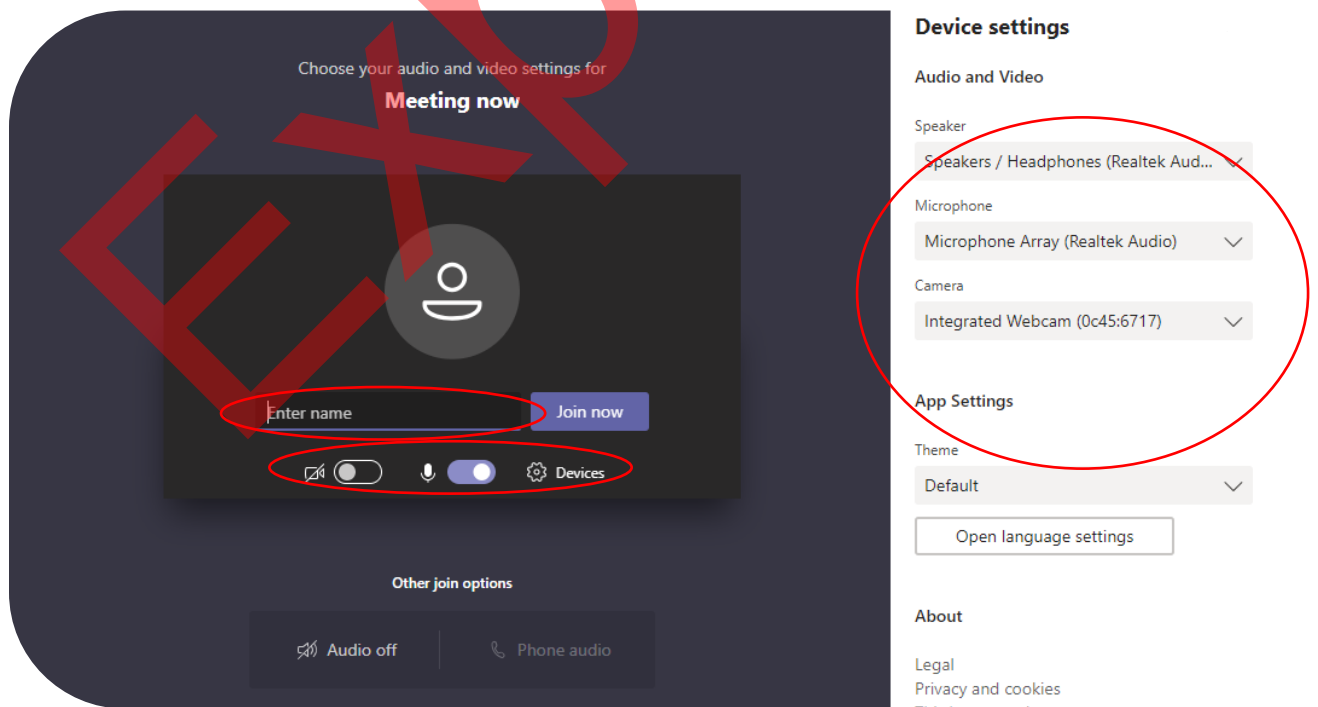 Choose your audio and video settings for
Meeting now
Enter name
Join now
Devices
Other join options
Audio off
Phone audio
Device settings
Audio and Video
Speaker
Speakers / Headphones (Realtek Aud...
Microphone
Microphone Array (Realtek Audio)
Camera
Integrated Webcam (0c45:6717)
App Settings
Theme
Default
Open language settings
About
Legal
Privacy and cookies